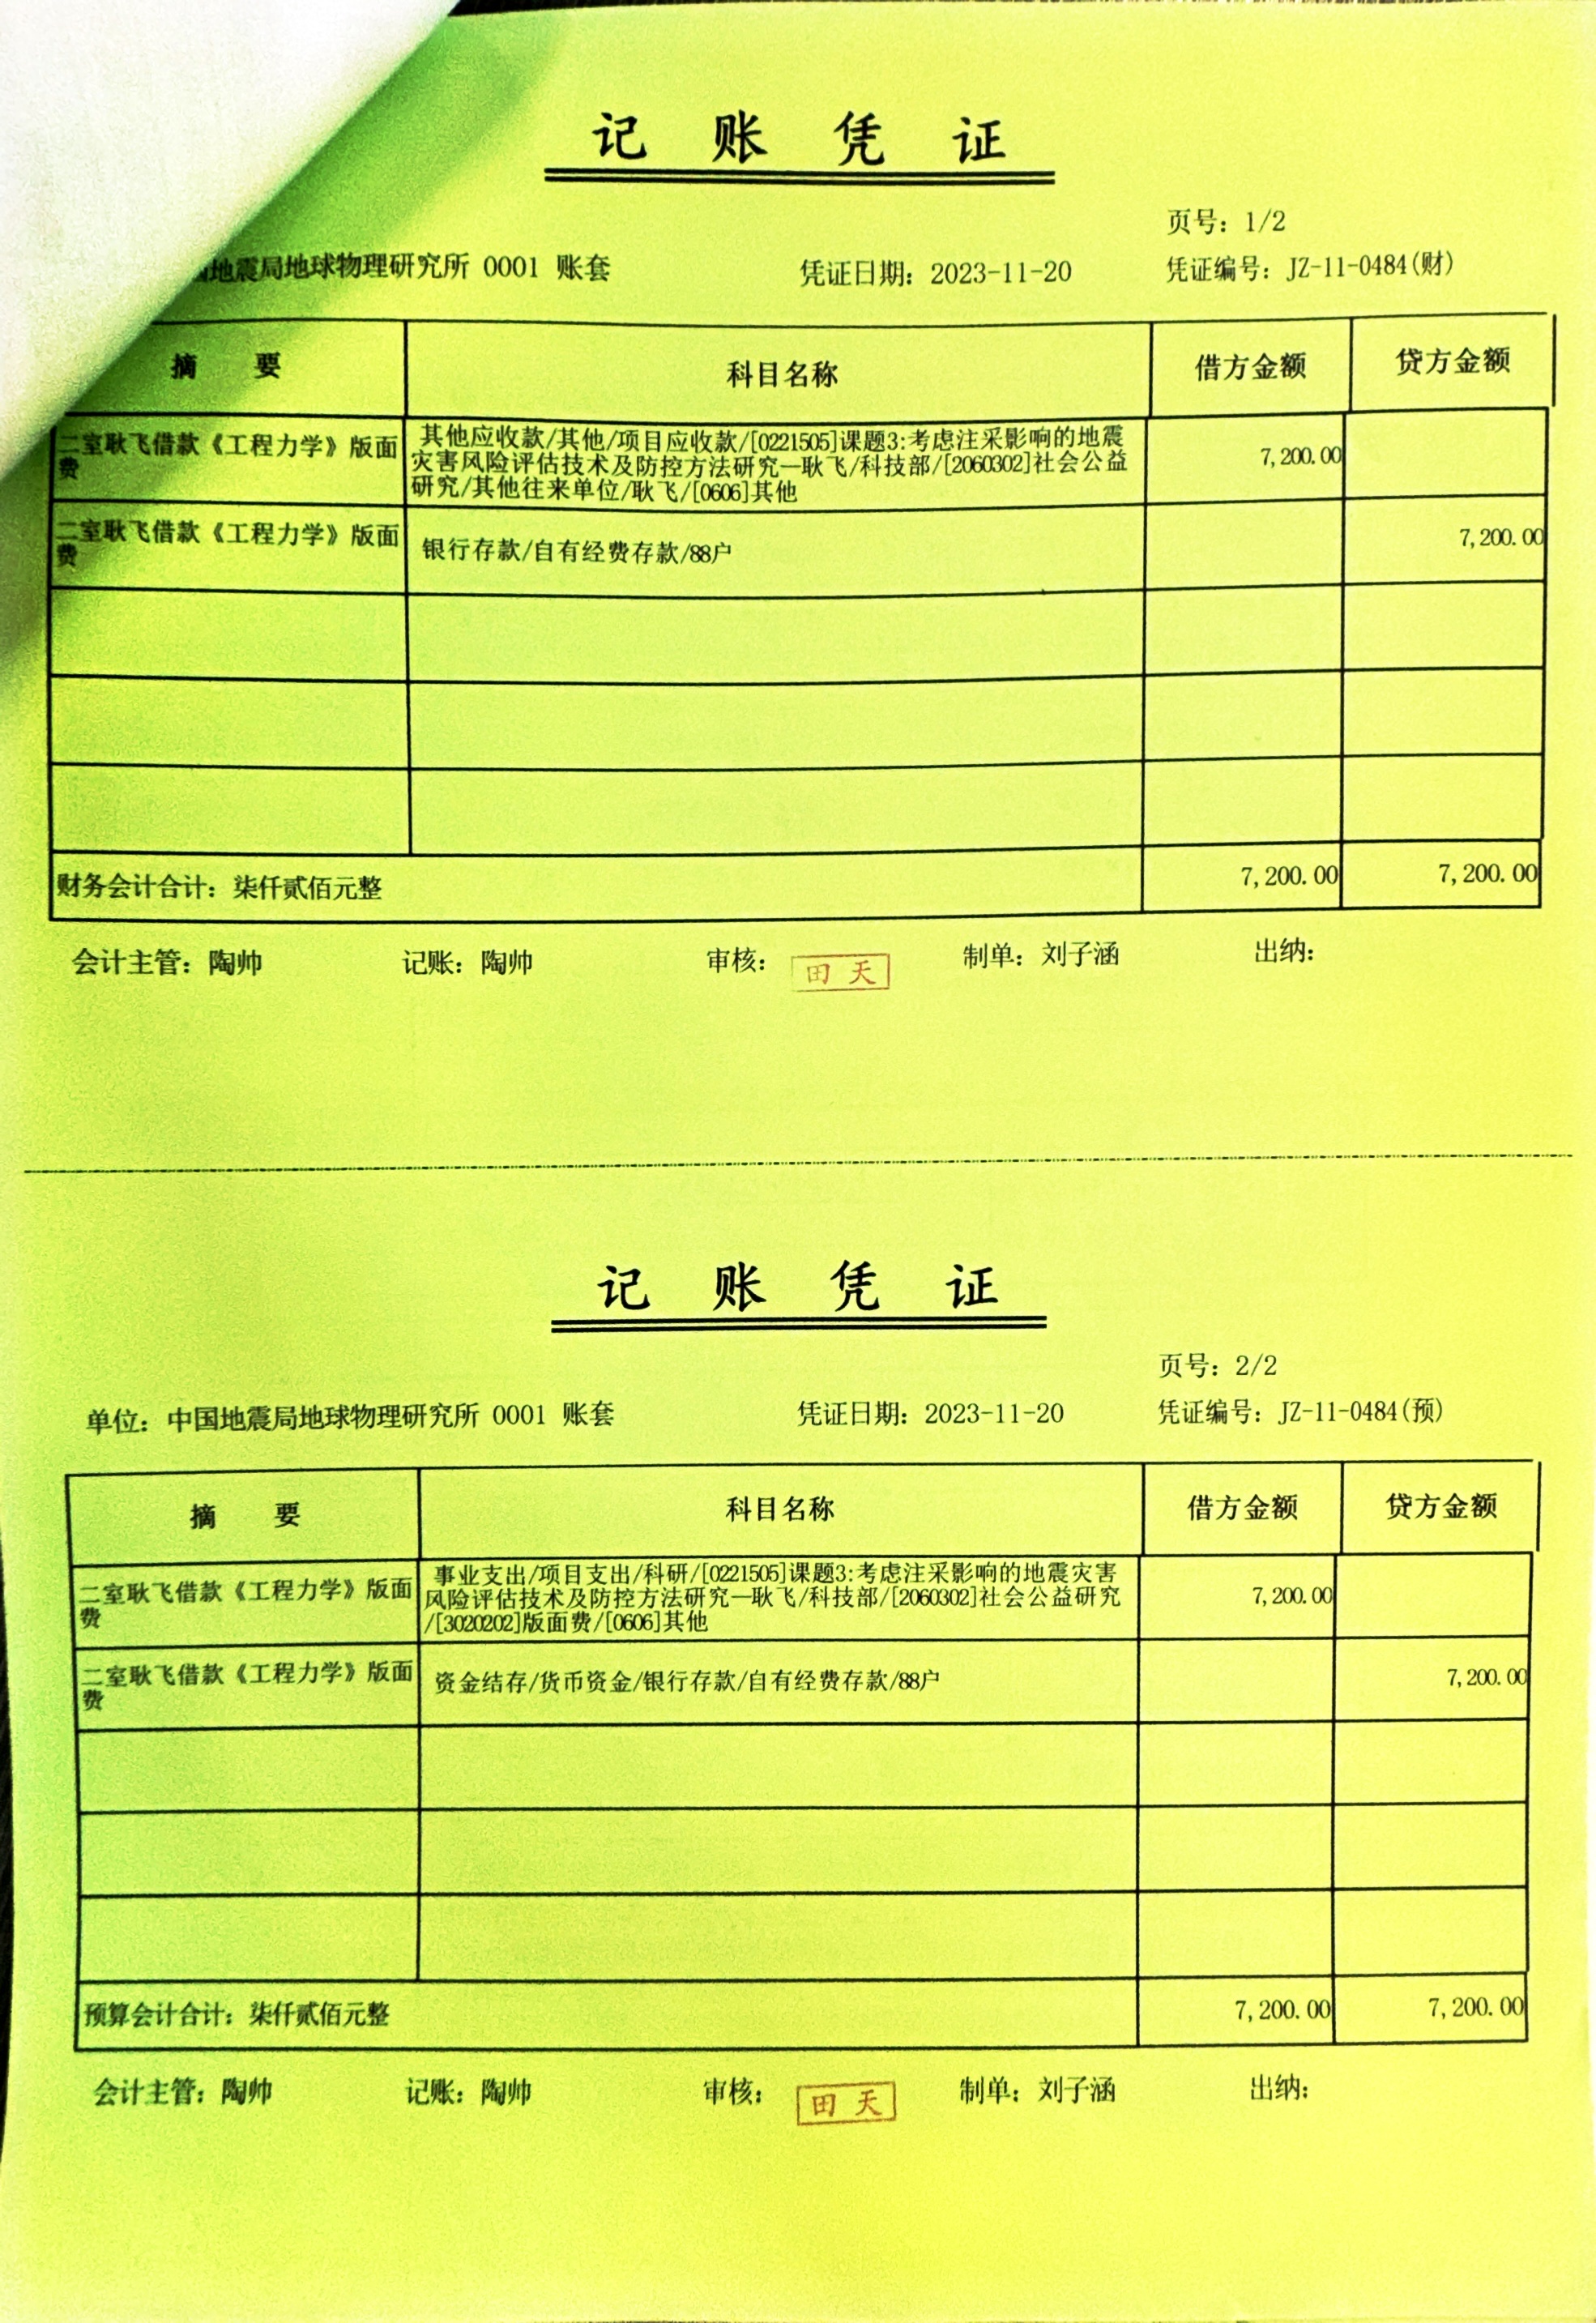 记 账 凭 证
页号：1/2
国地震局地球物理研究所 0001 账套 凭证日期：2023-11-20 凭证编号：JZ-11-0484(财)
摘 要 科目名称 借方金额 贷方金额
二室耿飞借款《工程力学》版面
费
其他应收款/其他/项目应收款/[0221505]课题3:考虑注采影响的地震
灾害风险评估技术及防控方法研究—耿飞/科技部/[2060302]社会公益
研究/其他往来单位/耿飞/[0606]其他
7,200.00
二室耿飞借款《工程力学》版面
费
银行存款/自有经费存款/88户
7,200.00
财务会计合计：柒仟贰佰元整 7,200.00 7,200.00
会计主管：陶帅 记账：陶帅 审核： 田天 制单：刘子涵 出纳：
记 账 凭 证
页号：2/2
单位：中国地震局地球物理研究所 0001 账套 凭证日期：2023-11-20 凭证编号：JZ-11-0484(预)
摘 要 科目名称 借方金额 贷方金额
二室耿飞借款《工程力学》版面
费
事业支出/项目支出/科研/[0221505]课题3:考虑注采影响的地震灾害
风险评估技术及防控方法研究—耿飞/科技部/[2060302]社会公益研究
/[3020202]版面费/[0606]其他
7,200.00
二室耿飞借款《工程力学》版面
费
资金结存/货币资金/银行存款/自有经费存款/88户
7,200.00
预算会计合计：柒仟贰佰元整 7,200.00 7,200.00
会计主管：陶帅 记账：陶帅 审核： 田天 制单：刘子涵 出纳：